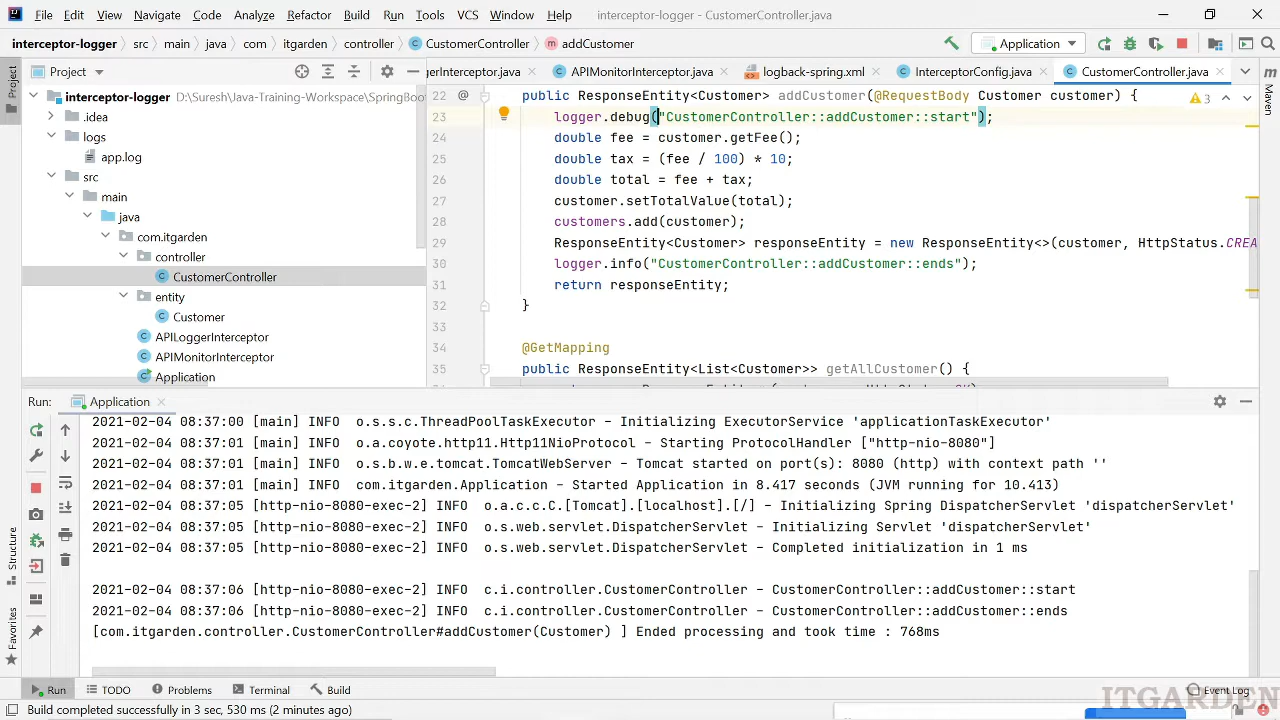 File Edit View Navigate Code Analyze Refactor Build Run Tools VCS Window Help interceptor-logger - CustomerController.java
interceptor-logger src main java com itgarden controller CustomerController addCustomer Application
Project gerInterceptor.java APIMonitorInterceptor.java logback-spring.xml InterceptorConfig.java CustomerController.java
interceptor-logger D:\Suresh\Java-Training-Workspace\SpringBoo
.idea
logs
app.log
src
main
java
com.itgarden
controller
CustomerController
entity
Customer
APILoggerInterceptor
APIMonitorInterceptor
Application
22 @ public ResponseEntity<Customer> addCustomer(@RequestBody Customer customer) { 3
23 logger.debug("CustomerController::addCustomer::start");
24 double fee = customer.getFee();
25 double tax = (fee / 100) * 10;
26 double total = fee + tax;
27 customer.setTotalValue(total);
28 customers.add(customer);
29 ResponseEntity<Customer> responseEntity = new ResponseEntity<>(customer, HttpStatus.CREA
30 logger.info("CustomerController::addCustomer::ends");
31 return responseEntity;
32 }
33
34 @GetMapping
35 public ResponseEntity<List<Customer>> getAllCustomer() {
Project
Structure
Favorites
m Maven
Run: Application
2021-02-04 08:37:00 [main] INFO o.s.s.c.ThreadPoolTaskExecutor - Initializing ExecutorService 'applicationTaskExecutor'
2021-02-04 08:37:01 [main] INFO o.a.coyote.http11.Http11NioProtocol - Starting ProtocolHandler ["http-nio-8080"]
2021-02-04 08:37:01 [main] INFO o.s.b.w.e.tomcat.TomcatWebServer - Tomcat started on port(s): 8080 (http) with context path ''
2021-02-04 08:37:01 [main] INFO com.itgarden.Application - Started Application in 8.417 seconds (JVM running for 10.413)
2021-02-04 08:37:05 [http-nio-8080-exec-2] INFO o.a.c.c.C.[Tomcat].[localhost].[/] - Initializing Spring DispatcherServlet 'dispatcherServlet'
2021-02-04 08:37:05 [http-nio-8080-exec-2] INFO o.s.web.servlet.DispatcherServlet - Initializing Servlet 'dispatcherServlet'
2021-02-04 08:37:05 [http-nio-8080-exec-2] INFO o.s.web.servlet.DispatcherServlet - Completed initialization in 1 ms
2021-02-04 08:37:06 [http-nio-8080-exec-2] INFO c.i.controller.CustomerController - CustomerController::addCustomer::start
2021-02-04 08:37:06 [http-nio-8080-exec-2] INFO c.i.controller.CustomerController - CustomerController::addCustomer::ends
[com.itgarden.controller.CustomerController#addCustomer(Customer) ] Ended processing and took time : 768ms
Run TODO Problems Terminal Build Event Log
Build completed successfully in 3 sec, 530 ms (2 minutes ago)
ITGARDEN